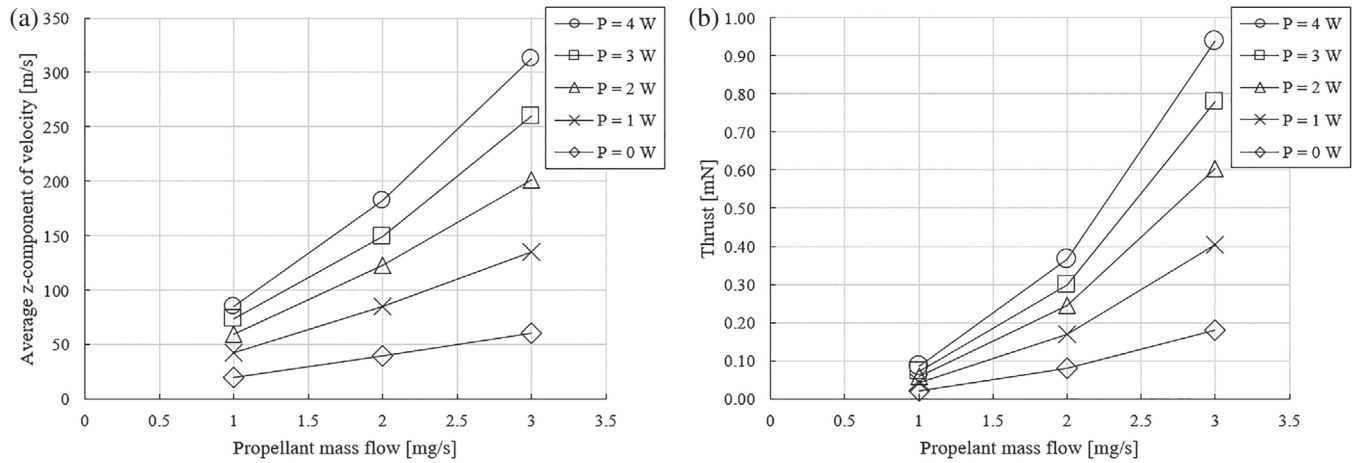 (a)
Average z-component of velocity [m/s]
350
300
250
200
150
100
50
0
0 0.5 1 1.5 2 2.5 3 3.5
Propellant mass flow [mg/s]
P = 4 W
P = 3 W
P = 2 W
P = 1 W
P = 0 W
(b)
Thrust [mN]
1.00
0.90
0.80
0.70
0.60
0.50
0.40
0.30
0.20
0.10
0.00
0 0.5 1 1.5 2 2.5 3 3.5
Propelant mass flow [mg/s]
P = 4 W
P = 3 W
P = 2 W
P = 1 W
P = 0 W